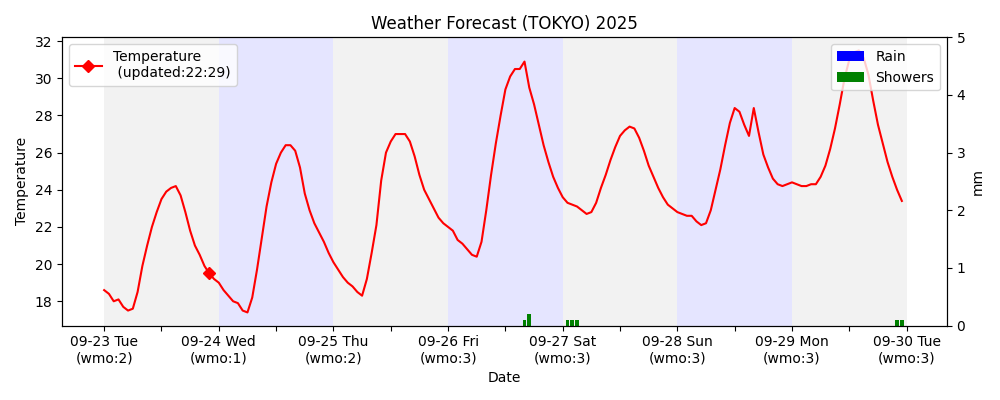 Weather Forecast (TOKYO) 2025
Temperature
(updated:22:29)
Rain
Showers
32
30
28
26
24
22
20
18
Temperature
5
4
3
2
1
0
mm
09-23 Tue
(wmo:2)
09-24 Wed
(wmo:1)
09-25 Thu
(wmo:2)
09-26 Fri
(wmo:3)
09-27 Sat
(wmo:3)
09-28 Sun
(wmo:3)
09-29 Mon
(wmo:3)
09-30 Tue
(wmo:3)
Date